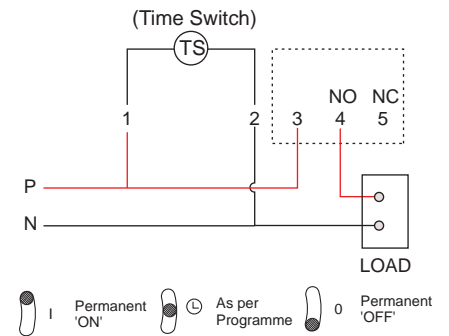 (Time Switch)
TS
NO NC
1 2 3 4 5
P
N
LOAD
I Permanent 'ON'
As per Programme
0 Permanent 'OFF'